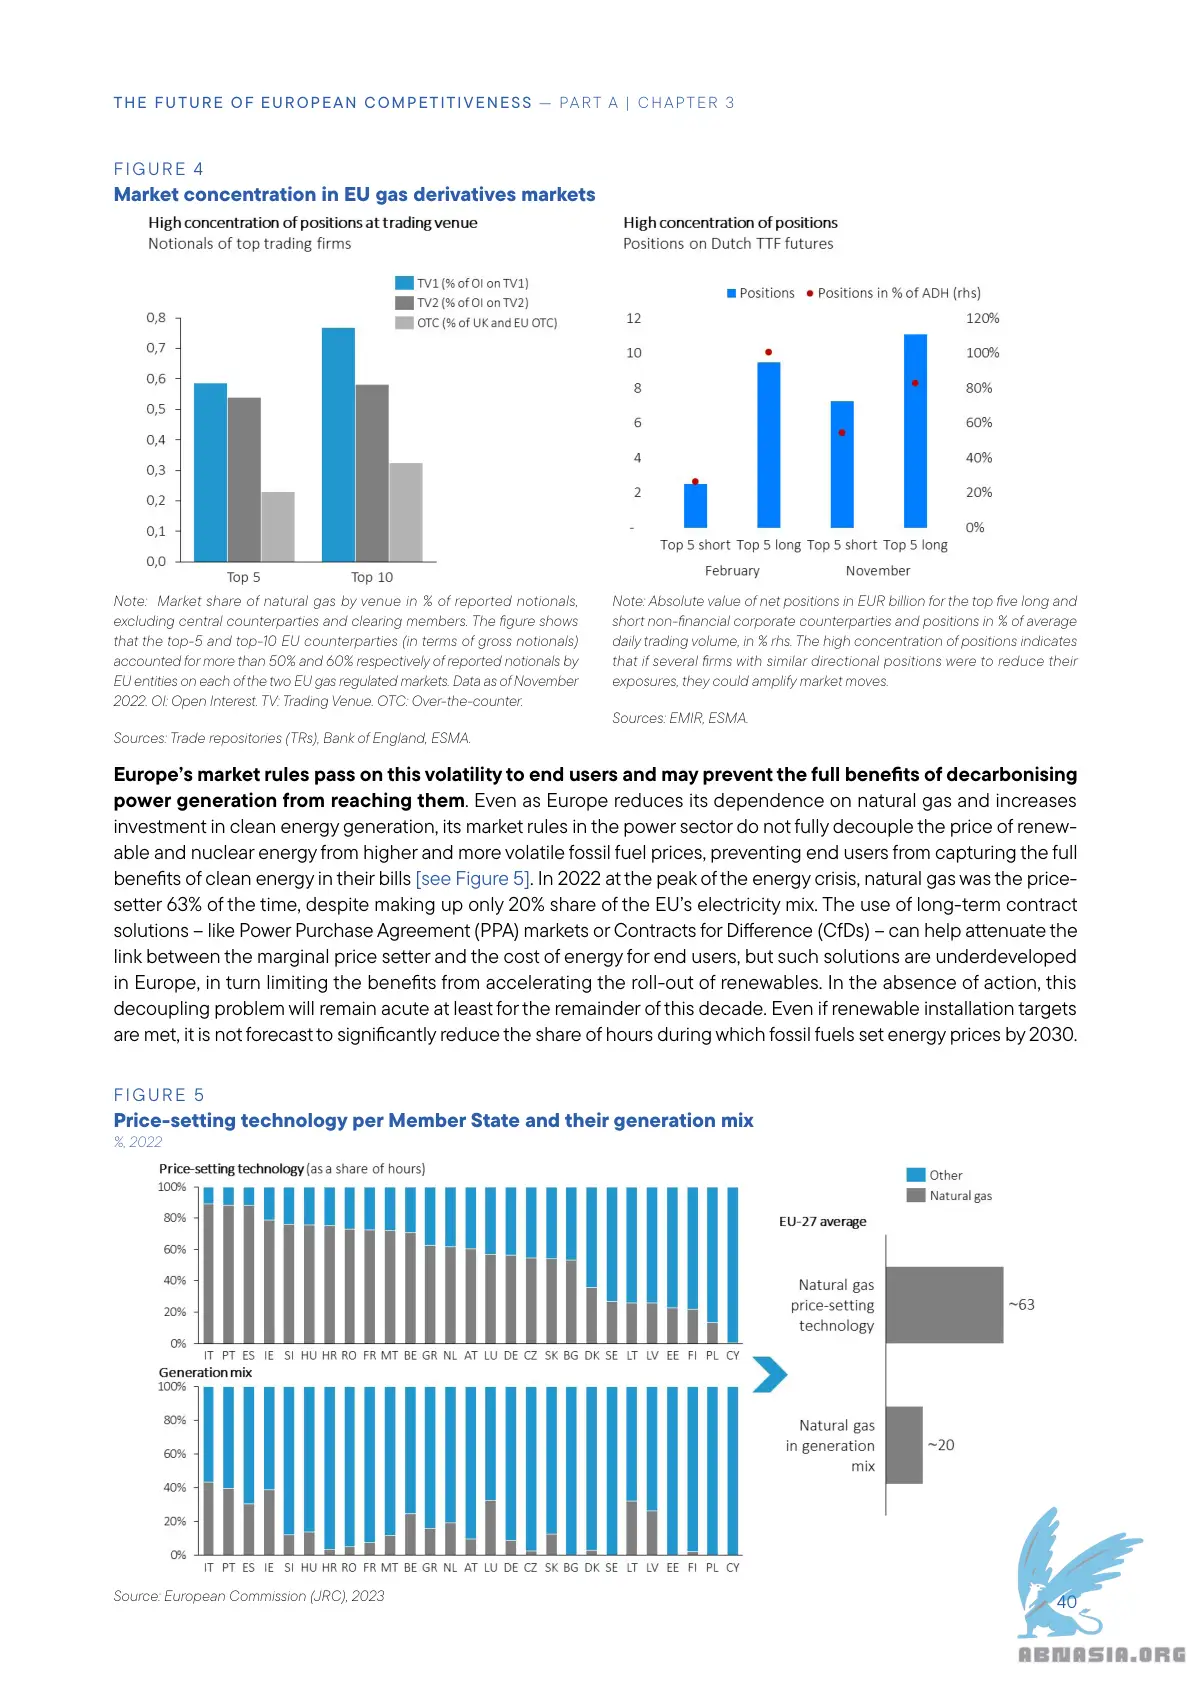 THE FUTURE OF EUROPEAN COMPETITIVENESS — PART A | CHAPTER 3
FIGURE 4
Market concentration in EU gas derivatives markets
High concentration of positions at trading venue
Notionals of top trading firms
TV1 (% of OI on TV1)
TV2 (% of OI on TV2)
OTC (% of UK and EU OTC)
0,8
0,7
0,6
0,5
0,4
0,3
0,2
0,1
0,0
Top 5 Top 10
High concentration of positions
Positions on Dutch TTF futures
Positions Positions in % of ADH (rhs)
12 120%
10 100%
8 80%
6 60%
4 40%
2 20%
- 0%
Top 5 short Top 5 long Top 5 short Top 5 long
February November
Note: Market share of natural gas by venue in % of reported notionals,
excluding central counterparties and clearing members. The figure shows
that the top-5 and top-10 EU counterparties (in terms of gross notionals)
accounted for more than 50% and 60% respectively of reported notionals by
EU entities on each of the two EU gas regulated markets. Data as of November
2022. OI: Open Interest. TV: Trading Venue. OTC: Over-the-counter.
Sources: Trade repositories (TRs), Bank of England, ESMA.
Note: Absolute value of net positions in EUR billion for the top five long and
short non-financial corporate counterparties and positions in % of average
daily trading volume, in % rhs. The high concentration of positions indicates
that if several firms with similar directional positions were to reduce their
exposures, they could amplify market moves.
Sources: EMIR, ESMA.
Europe's market rules pass on this volatility to end users and may prevent the full benefits of decarbonising
power generation from reaching them. Even as Europe reduces its dependence on natural gas and increases
investment in clean energy generation, its market rules in the power sector do not fully decouple the price of renew-
able and nuclear energy from higher and more volatile fossil fuel prices, preventing end users from capturing the full
benefits of clean energy in their bills [see Figure 5]. In 2022 at the peak of the energy crisis, natural gas was the price-
setter 63% of the time, despite making up only 20% share of the EU's electricity mix. The use of long-term contract
solutions – like Power Purchase Agreement (PPA) markets or Contracts for Difference (CfDs) – can help attenuate the
link between the marginal price setter and the cost of energy for end users, but such solutions are underdeveloped
in Europe, in turn limiting the benefits from accelerating the roll-out of renewables. In the absence of action, this
decoupling problem will remain acute at least for the remainder of this decade. Even if renewable installation targets
are met, it is not forecast to significantly reduce the share of hours during which fossil fuels set energy prices by 2030.
FIGURE 5
Price-setting technology per Member State and their generation mix
%, 2022
Price-setting technology (as a share of hours)
100%
80%
60%
40%
20%
0%
IT PT ES IE SI HU HR RO FR MT BE GR NL AT LU DE CZ SK BG DK SE LT LV EE FI PL CY
Generation mix
100%
80%
60%
40%
20%
0%
IT PT ES IE SI HU HR RO FR MT BE GR NL AT LU DE CZ SK BG DK SE LT LV EE FI PL CY
Other
Natural gas
EU-27 average
Natural gas
price-setting
technology
~63
Natural gas
in generation
mix
~20
Source: European Commission (JRC), 2023
40
ABNASIA.ORG